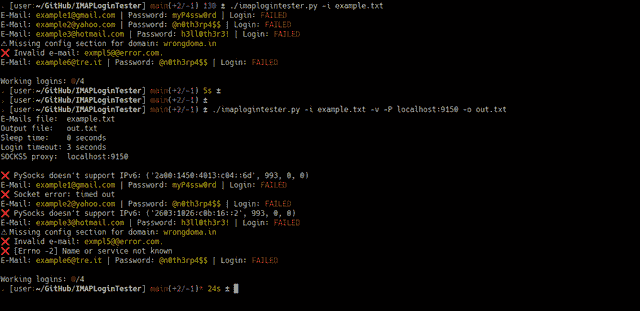 . [user:~/GitHub/IMAPLoginTester] main(+2/-1) 130 ± ./imaplogintester.py -i example.txt
E-Mail: example1@gmail.com | Password: myP4ssw0rd | Login: FAILED
E-Mail: example2@yahoo.com | Password: @n0th3rp4$$ | Login: FAILED
E-Mail: example3@hotmail.com | Password: h3ll0th3r3! | Login: FAILED
⚠Missing config section for domain: wrongdoma.in
❌ Invalid e-mail: exmpl5@@error.com.
E-Mail: example6@tre.it | Password: @n0th3rp4$$ | Login: FAILED
Working logins: 0/4
. [user:~/GitHub/IMAPLoginTester] main(+2/-1) 5s ±
. [user:~/GitHub/IMAPLoginTester] main(+2/-1) ±
. [user:~/GitHub/IMAPLoginTester] main(+2/-1) ± ./imaplogintester.py -i example.txt -v -P localhost:9150 -o out.txt
E-Mails file: example.txt
Output file: out.txt
Sleep time: 0 seconds
Login timeout: 3 seconds
SOCKS5 proxy: localhost:9150
❌ PySocks doesn't support IPv6: ('2a00:1450:4013:c04::6d', 993, 0, 0)
E-Mail: example1@gmail.com | Password: myP4ssw0rd | Login: FAILED
❌ Socket error: timed out
E-Mail: example2@yahoo.com | Password: @n0th3rp4$$ | Login: FAILED
❌ PySocks doesn't support IPv6: ('2603:1026:c0b:16::2', 993, 0, 0)
E-Mail: example3@hotmail.com | Password: h3ll0th3r3! | Login: FAILED
⚠Missing config section for domain: wrongdoma.in
❌ Invalid e-mail: exmpl5@@error.com.
❌ [Errno -2] Name or service not known
E-Mail: example6@tre.it | Password: @n0th3rp4$$ | Login: FAILED
Working logins: 0/4
. [user:~/GitHub/IMAPLoginTester] main(+2/-1)* 24s ±